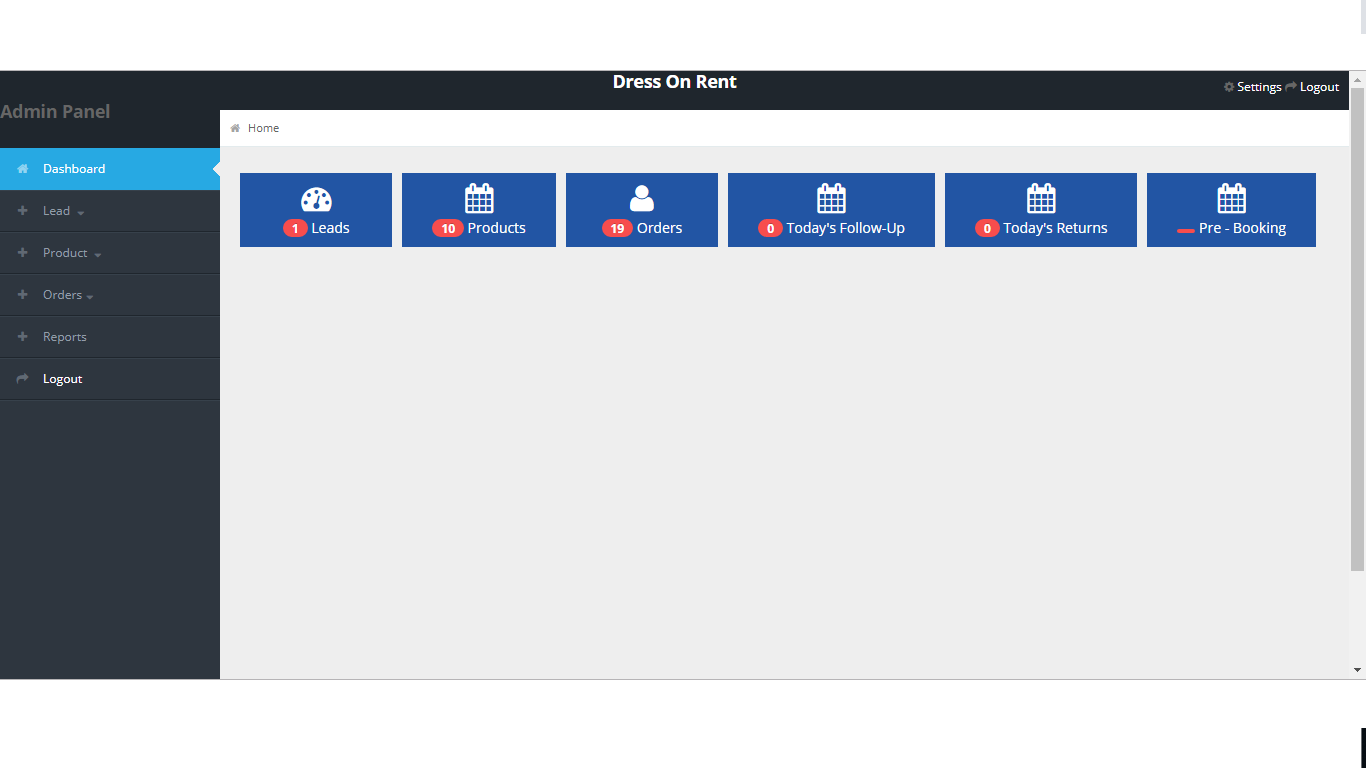 Dress On Rent
Settings Logout
Admin Panel
Home
Dashboard
Lead
Product
Orders
Reports
Logout
1 Leads
10 Products
19 Orders
0 Today's Follow-Up
0 Today's Returns
Pre - Booking